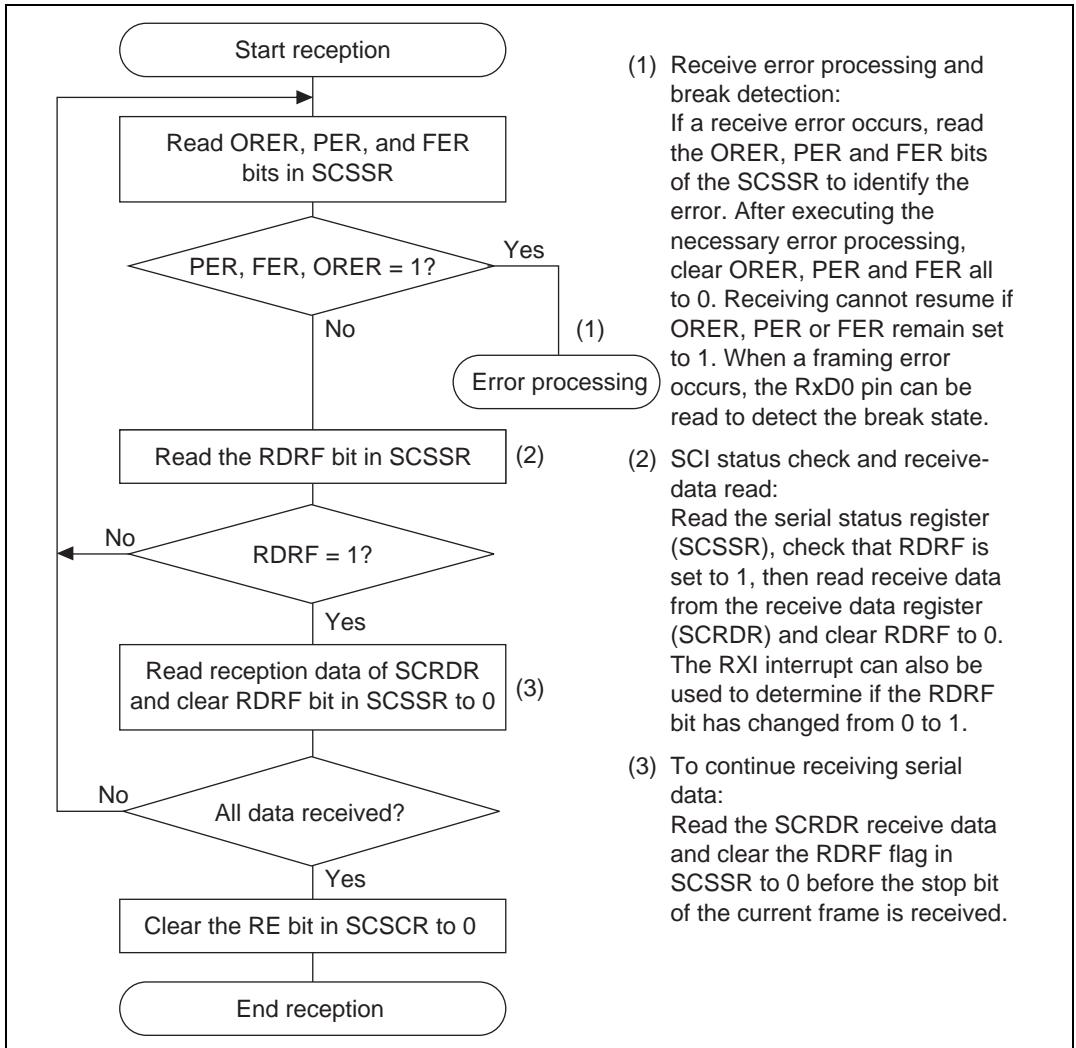 Start reception
Read ORER, PER, and FER
bits in SCSSR
PER, FER, ORER = 1?
Yes
No
(1)
Error processing
Read the RDRF bit in SCSSR
(2)
No
RDRF = 1?
Yes
Read reception data of SCRDR
and clear RDRF bit in SCSSR to 0
(3)
No
All data received?
Yes
Clear the RE bit in SCSCR to 0
End reception
(1) Receive error processing and
break detection:
If a receive error occurs, read
the ORER, PER and FER bits
of the SCSSR to identify the
error. After executing the
necessary error processing,
clear ORER, PER and FER all
to 0. Receiving cannot resume if
ORER, PER or FER remain set
to 1. When a framing error
occurs, the RxD0 pin can be
read to detect the break state.
(2) SCI status check and receive-
data read:
Read the serial status register
(SCSSR), check that RDRF is
set to 1, then read receive data
from the receive data register
(SCRDR) and clear RDRF to 0.
The RXI interrupt can also be
used to determine if the RDRF
bit has changed from 0 to 1.
(3) To continue receiving serial
data:
Read the SCRDR receive data
and clear the RDRF flag in
SCSSR to 0 before the stop bit
of the current frame is received.